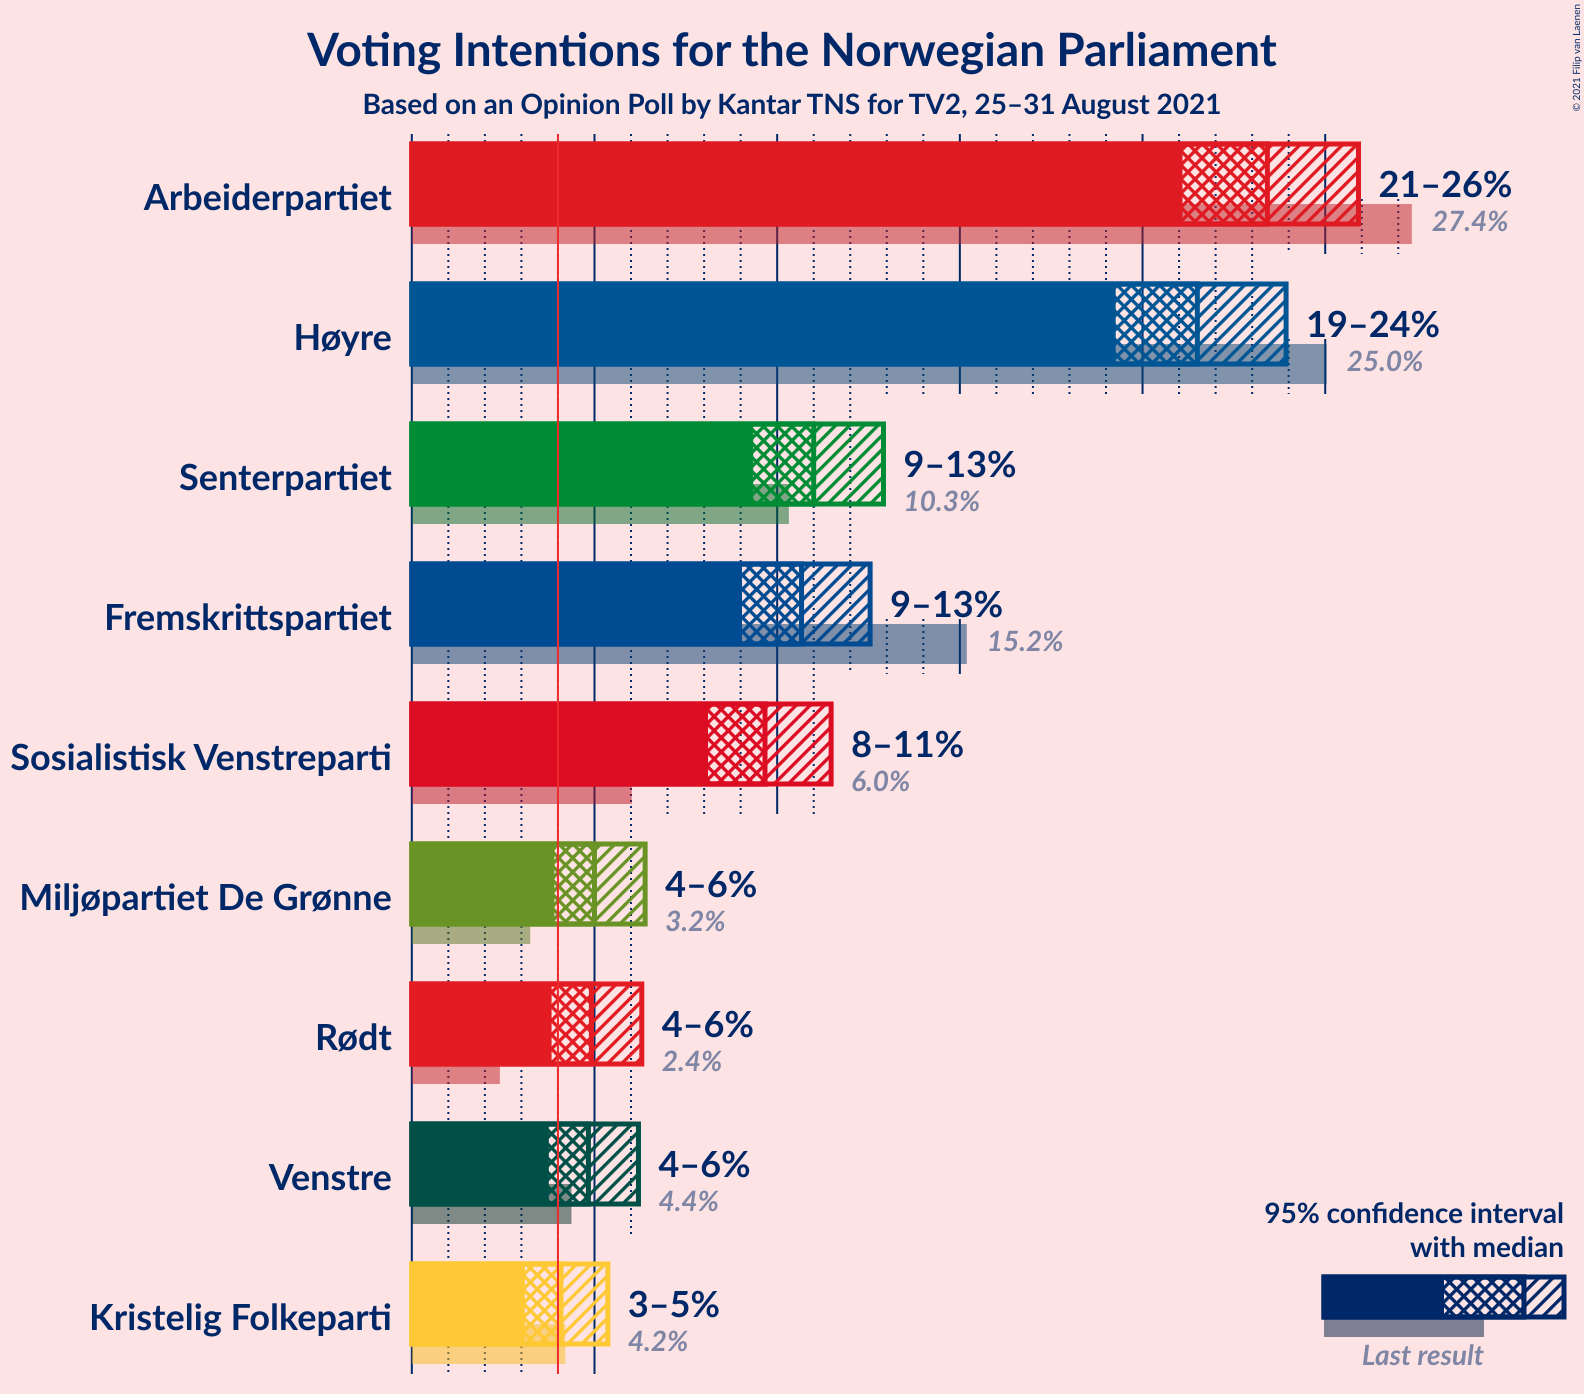 Voting Intentions for the Norwegian Parliament
Based on an Opinion Poll by Kantar TNS for TV2, 25–31 August 2021
© 2021 Filip van Laenen
Arbeiderpartiet
21–26%
27.4%
Høyre
19–24%
25.0%
Senterpartiet
9–13%
10.3%
Fremskrittspartiet
9–13%
15.2%
Sosialistisk Venstreparti
8–11%
6.0%
Miljøpartiet De Grønne
4–6%
3.2%
Rødt
4–6%
2.4%
Venstre
4–6%
4.4%
Kristelig Folkeparti
3–5%
4.2%
95% confidence interval
with median
Last result